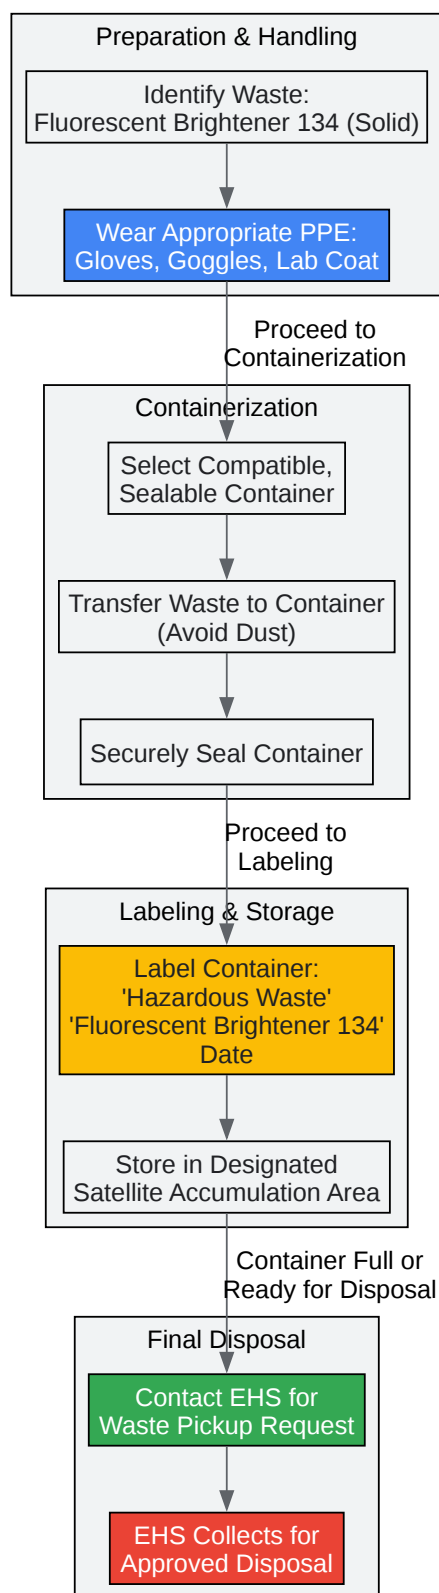 Preparation & Handling
Identify Waste:
Fluorescent Brightener 134 (Solid)
Wear Appropriate PPE:
Gloves, Goggles, Lab Coat
Proceed to
Containerization
Containerization
Select Compatible,
Sealable Container
Transfer Waste to Container
(Avoid Dust)
Securely Seal Container
Proceed to
Labeling
Labeling & Storage
Label Container:
'Hazardous Waste'
'Fluorescent Brightener 134'
Date
Store in Designated
Satellite Accumulation Area
Container Full or
Ready for Disposal
Final Disposal
Contact EHS for
Waste Pickup Request
EHS Collects for
Approved Disposal